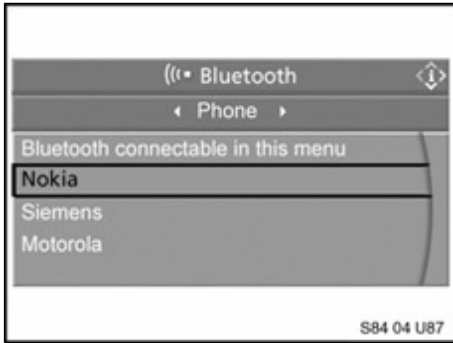 Bluetooth
Phone
Bluetooth connectable in this menu
Nokia
Siemens
Motorola
S84 04 U87